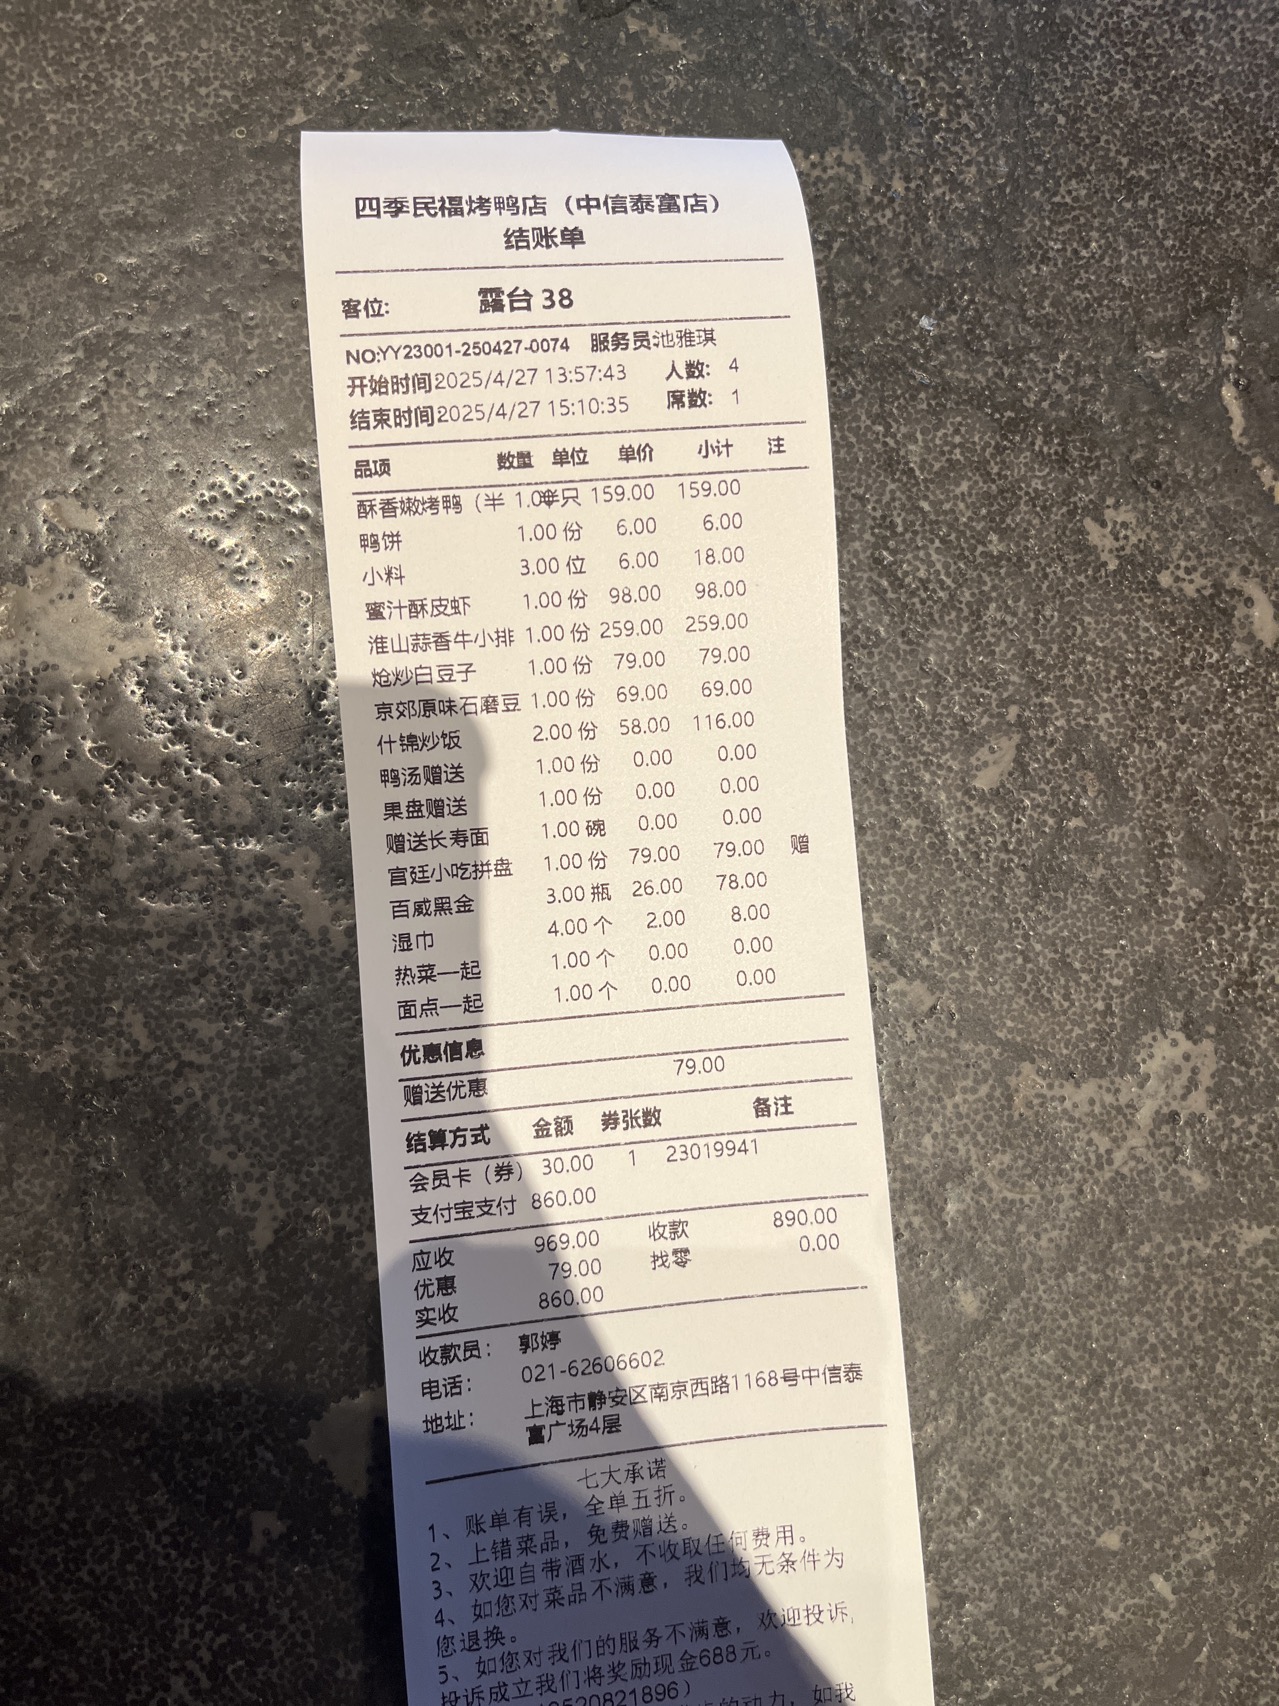 四季民福烤鸭店（中信泰富店）
结账单
客位: 露台 38
NO:YY23001-250427-0074 服务员:池雅琪
开始时间2025/4/27 13:57:43 人数: 4
结束时间2025/4/27 15:10:35 席数: 1
品项 数量 单位 单价 小计 注
酥香嫩烤鸭（半 1.00半只 159.00 159.00
鸭饼 1.00 份 6.00 6.00
小料 3.00 位 6.00 18.00
蜜汁酥皮虾 1.00 份 98.00 98.00
淮山蒜香牛小排 1.00 份 259.00 259.00
炝炒白豆子 1.00 份 79.00 79.00
京郊原味石磨豆 1.00 份 69.00 69.00
什锦炒饭 2.00 份 58.00 116.00
鸭汤赠送 1.00 份 0.00 0.00
果盘赠送 1.00 份 0.00 0.00
赠送长寿面 1.00 碗 0.00 0.00
宫廷小吃拼盘 1.00 份 79.00 79.00 赠
百威黑金 3.00 瓶 26.00 78.00
湿巾 4.00 个 2.00 8.00
热菜一起 1.00 个 0.00 0.00
面点一起 1.00 个 0.00 0.00
优惠信息
赠送优惠 79.00
结算方式 金额 券张数 备注
会员卡（券） 30.00 1 23019941
支付宝支付 860.00
应收 969.00 收款 890.00
优惠 79.00 找零 0.00
实收 860.00
收款员: 郭婷
电话: 021-62606602
地址: 上海市静安区南京西路1168号中信泰
富广场4层
七大承诺
1、账单有误，全单五折。
2、上错菜品，免费赠送。
3、欢迎自带酒水，不收取任何费用。
4、如您对菜品不满意，我们均无条件为
您退换。
5、如您对我们的服务不满意，欢迎投诉，
投诉成立我们将奖励现金688元。
520821896）
的动力，如我